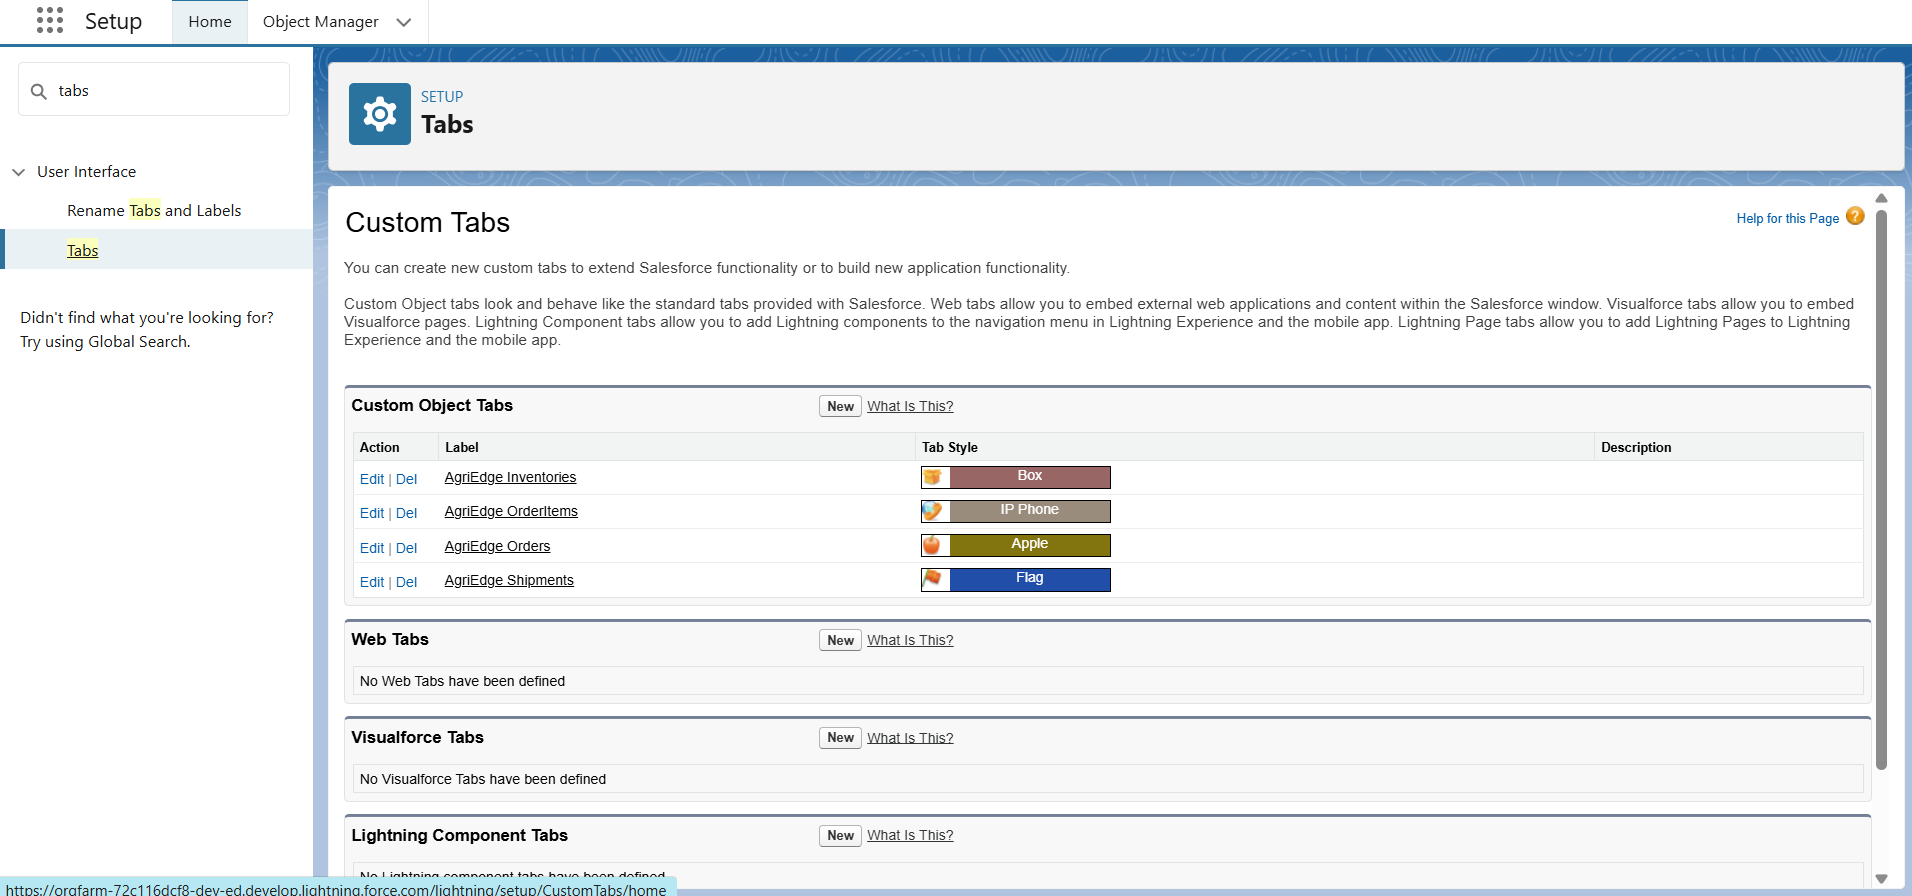 Setup
Home
Object Manager
tabs
User Interface
Rename Tabs and Labels
Tabs
Didn't find what you're looking for?
Try using Global Search.
SETUP
Tabs
Custom Tabs
Help for this Page ?
You can create new custom tabs to extend Salesforce functionality or to build new application functionality.
Custom Object tabs look and behave like the standard tabs provided with Salesforce. Web tabs allow you to embed external web applications and content within the Salesforce window. Visualforce tabs allow you to embed
Visualforce pages. Lightning Component tabs allow you to add Lightning components to the navigation menu in Lightning Experience and the mobile app. Lightning Page tabs allow you to add Lightning Pages to Lightning
Experience and the mobile app.
Custom Object Tabs New What Is This?
Action Label Tab Style Description
Edit | Del AgriEdge Inventories Box
Edit | Del AgriEdge OrderItems IP Phone
Edit | Del AgriEdge Orders Apple
Edit | Del AgriEdge Shipments Flag
Web Tabs New What Is This?
No Web Tabs have been defined
Visualforce Tabs New What Is This?
No Visualforce Tabs have been defined
Lightning Component Tabs New What Is This?
No Lightning component tabs have been defined
https://orgfarm-72c116dcf8-dev-ed.develop.lightning.force.com/lightning/setup/CustomTabs/home